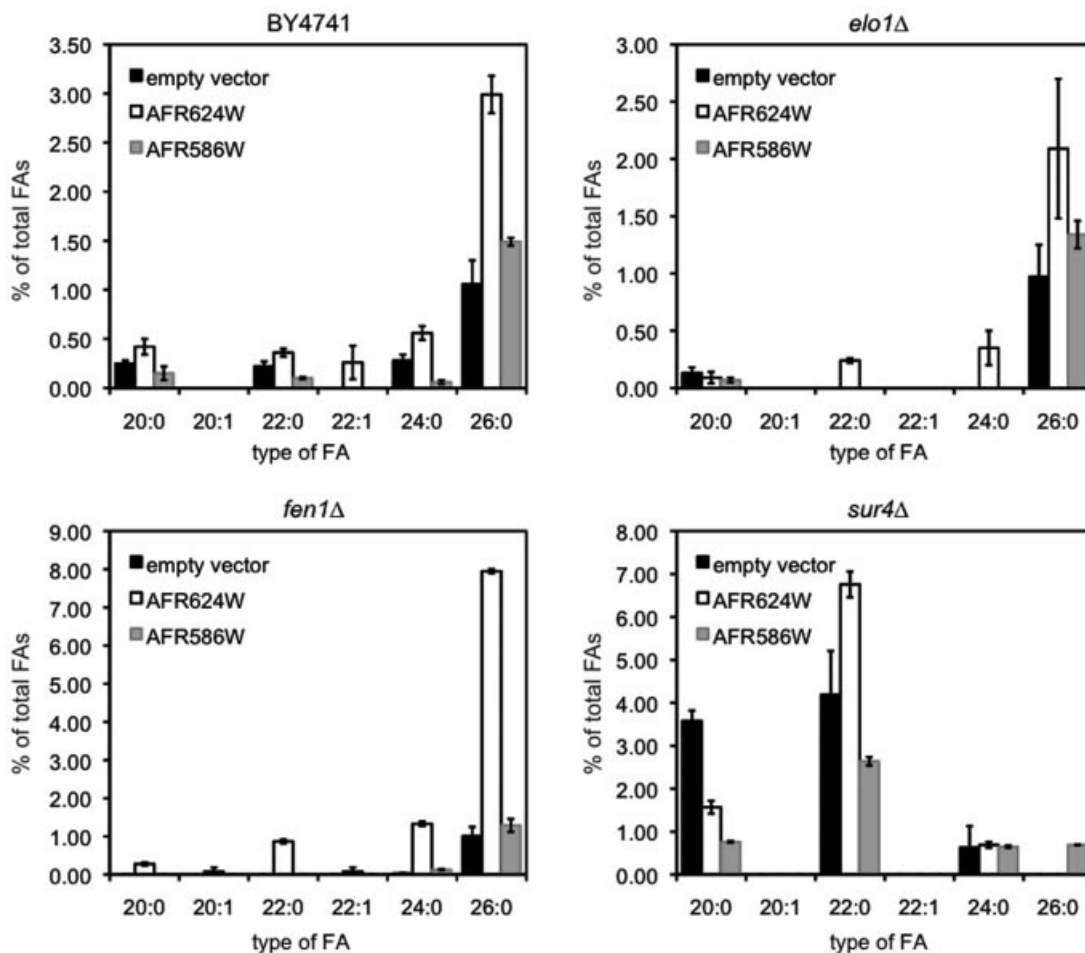 BY4741
3.50
3.00
2.50
2.00
1.50
1.00
0.50
0.00
% of total FAs
empty vector
AFR624W
AFR586W
20:0 20:1 22:0 22:1 24:0 26:0
type of FA
elo1Δ
3.00
2.50
2.00
1.50
1.00
0.50
0.00
% of total FAs
empty vector
AFR624W
AFR586W
20:0 20:1 22:0 22:1 24:0 26:0
type of FA
fen1Δ
9.00
8.00
7.00
6.00
5.00
4.00
3.00
2.00
1.00
0.00
% of total FAs
empty vector
AFR624W
AFR586W
20:0 20:1 22:0 22:1 24:0 26:0
type of FA
sur4Δ
8.00
7.00
6.00
5.00
4.00
3.00
2.00
1.00
0.00
% of total FAs
empty vector
AFR624W
AFR586W
20:0 20:1 22:0 22:1 24:0 26:0
type of FA